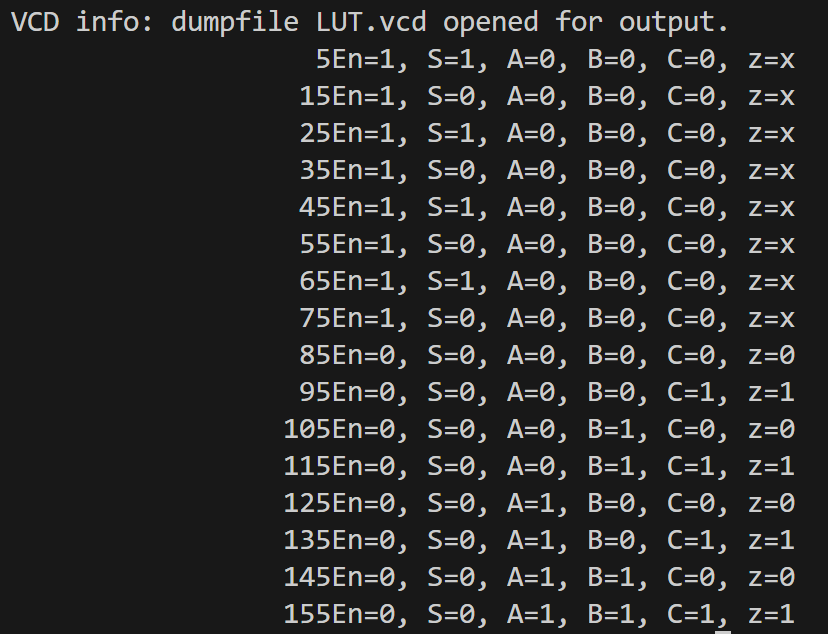 VCD info: dumpfile LUT.vcd opened for output.
5En=1, S=1, A=0, B=0, C=0, z=x
15En=1, S=0, A=0, B=0, C=0, z=x
25En=1, S=1, A=0, B=0, C=0, z=x
35En=1, S=0, A=0, B=0, C=0, z=x
45En=1, S=1, A=0, B=0, C=0, z=x
55En=1, S=0, A=0, B=0, C=0, z=x
65En=1, S=1, A=0, B=0, C=0, z=x
75En=1, S=0, A=0, B=0, C=0, z=x
85En=0, S=0, A=0, B=0, C=0, z=0
95En=0, S=0, A=0, B=0, C=1, z=1
105En=0, S=0, A=0, B=1, C=0, z=0
115En=0, S=0, A=0, B=1, C=1, z=1
125En=0, S=0, A=1, B=0, C=0, z=0
135En=0, S=0, A=1, B=0, C=1, z=1
145En=0, S=0, A=1, B=1, C=0, z=0
155En=0, S=0, A=1, B=1, C=1, z=1